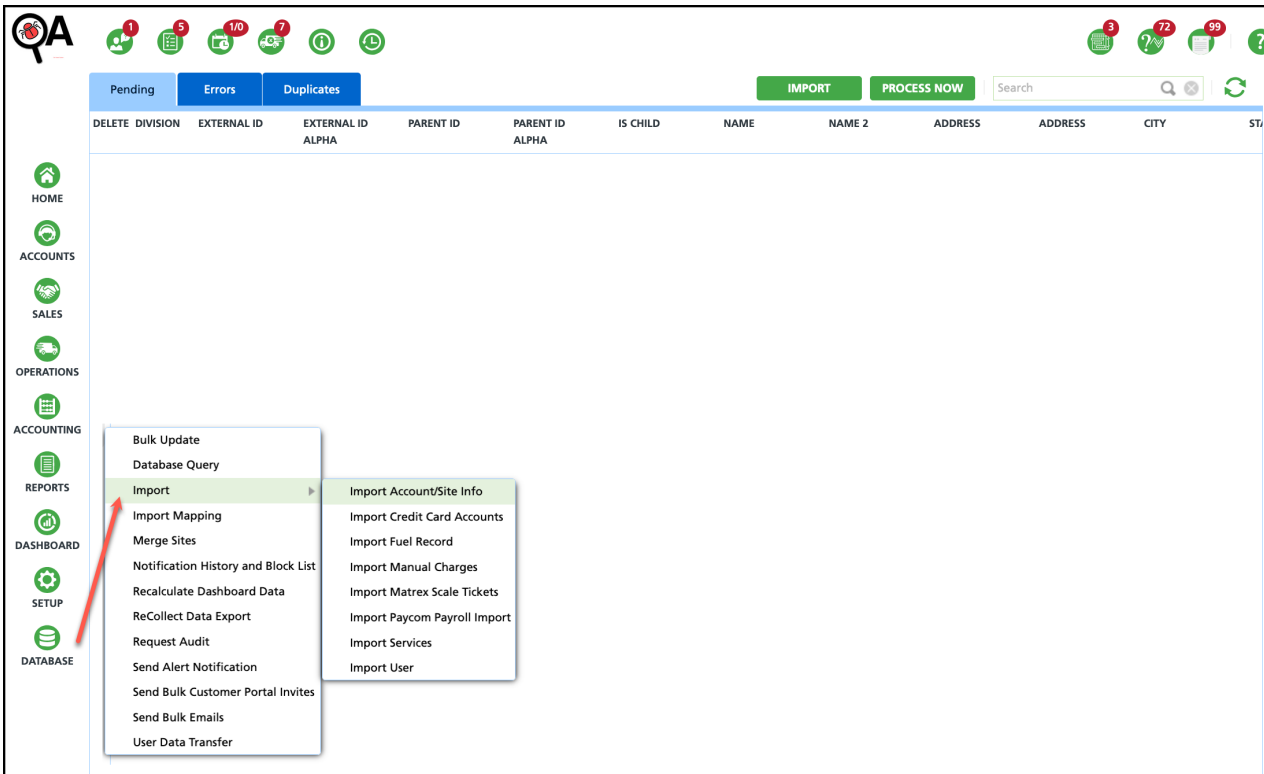 QA
1
5
1/0
7
3
72
99
?
Pending
Errors
Duplicates
IMPORT
PROCESS NOW
Search
DELETE DIVISION EXTERNAL ID EXTERNAL ID ALPHA PARENT ID PARENT ID ALPHA IS CHILD NAME NAME 2 ADDRESS ADDRESS CITY STA
HOME
ACCOUNTS
SALES
OPERATIONS
ACCOUNTING
REPORTS
DASHBOARD
SETUP
DATABASE
Bulk Update
Database Query
Import
Import Mapping
Merge Sites
Notification History and Block List
Recalculate Dashboard Data
ReCollect Data Export
Request Audit
Send Alert Notification
Send Bulk Customer Portal Invites
Send Bulk Emails
User Data Transfer
Import Account/Site Info
Import Credit Card Accounts
Import Fuel Record
Import Manual Charges
Import Matrex Scale Tickets
Import Paycom Payroll Import
Import Services
Import User